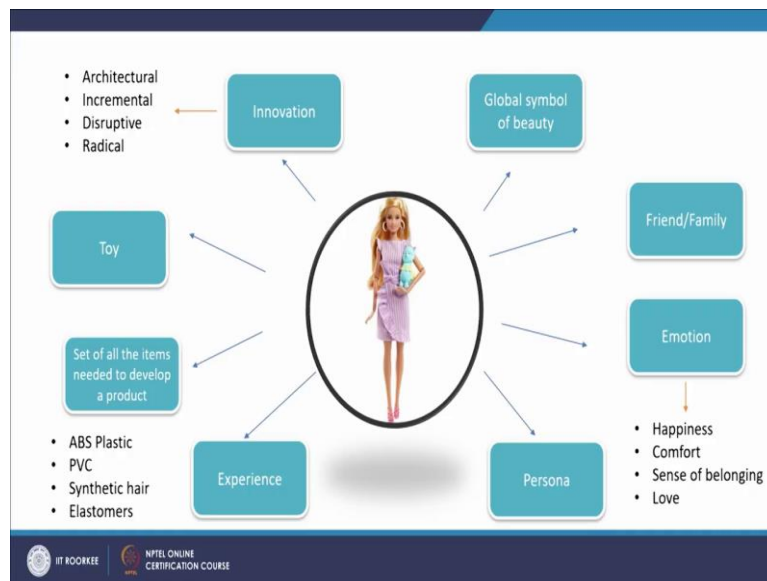 • Architectural
• Incremental
• Disruptive
• Radical
Innovation
Global symbol
of beauty
Toy
Friend/Family
Set of all the items
needed to develop
a product
Emotion
• ABS Plastic
• PVC
• Synthetic hair
• Elastomers
Experience
Persona
• Happiness
• Comfort
• Sense of belonging
• Love
IIT ROORKEE
NPTEL ONLINE
CERTIFICATION COURSE